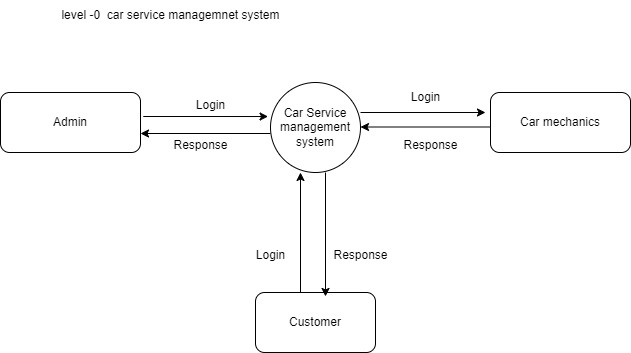 level -0 car service managemnet system
Login
Login
Admin
Car Service
management
system
Car mechanics
Response
Response
Login
Response
Customer